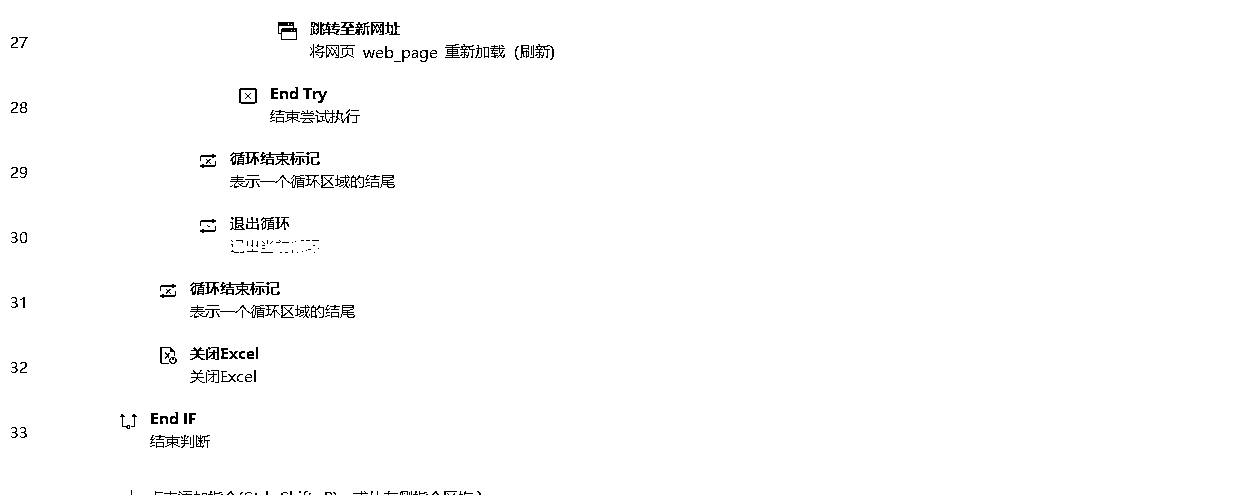 27
跳转至新网址
将网页 web_page 重新加载 (刷新)
28
End Try
结束尝试执行
29
循环结束标记
表示一个循环区域的结尾
30
退出循环
31
循环结束标记
表示一个循环区域的结尾
32
关闭Excel
关闭Excel
33
End IF
结束判断